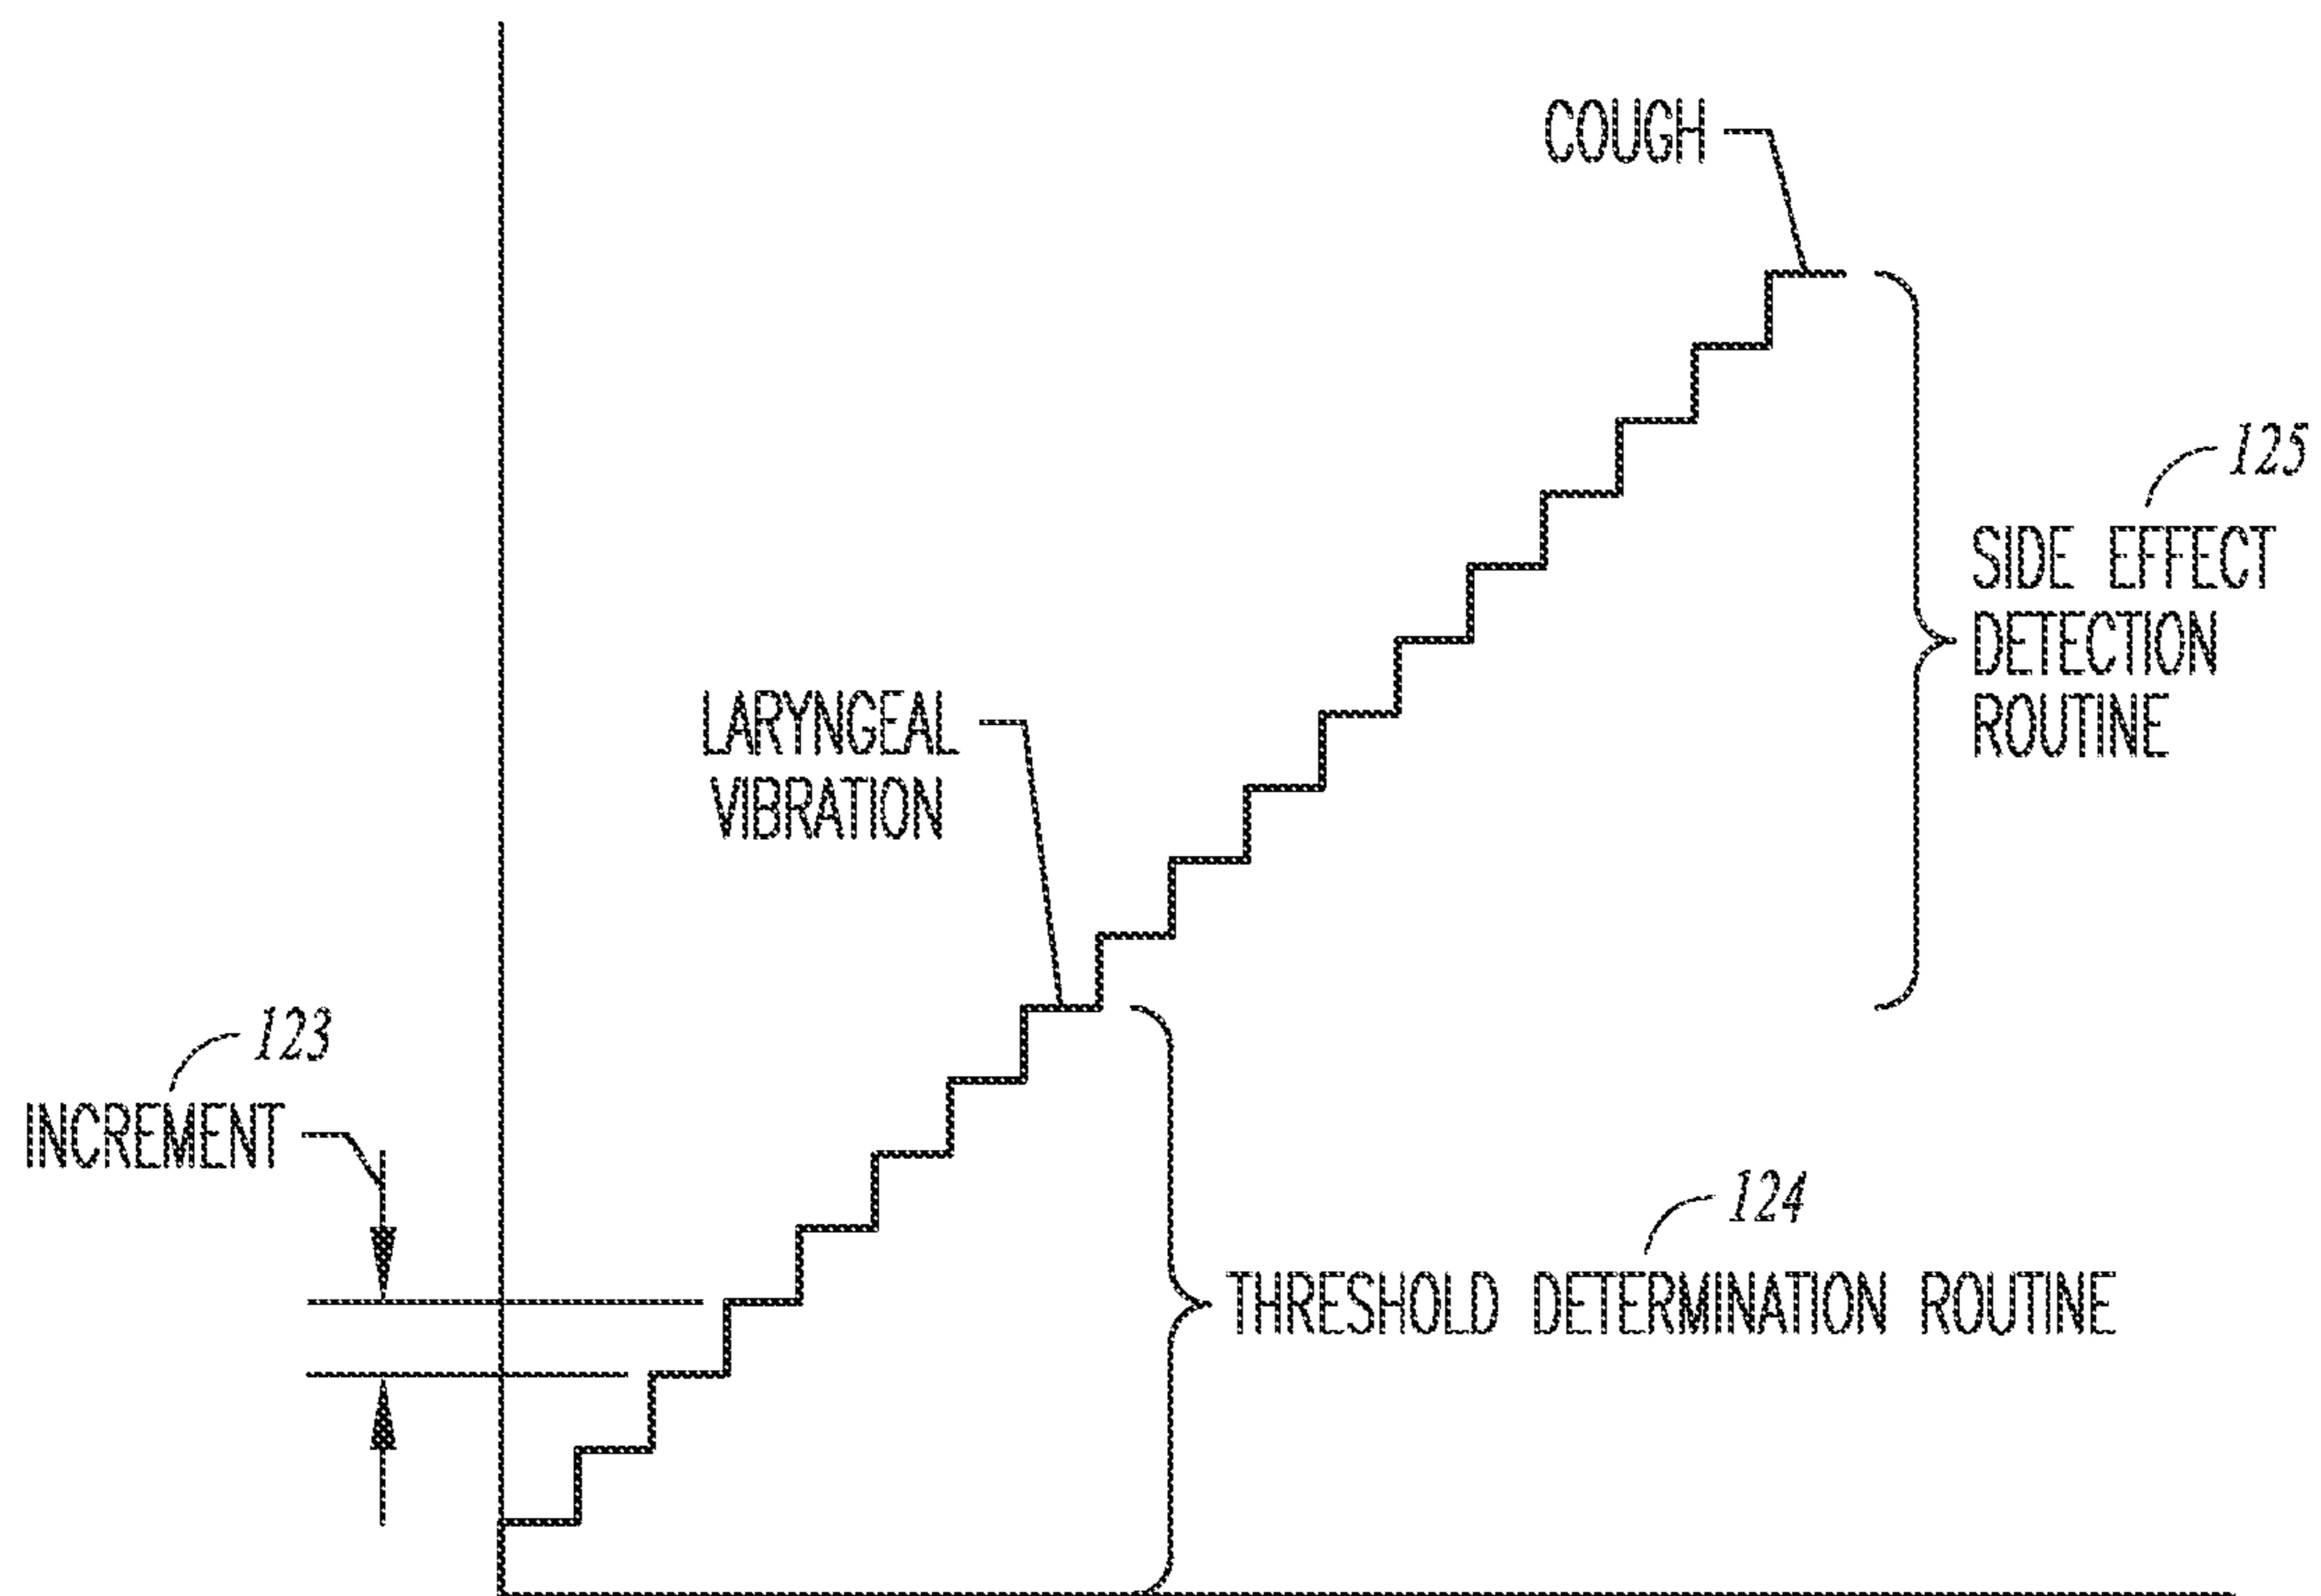 COUGH
125
SIDE EFFECT
DETECTION
ROUTINE
LARYNGEAL
VIBRATION
123
INCREMENT
124
THRESHOLD DETERMINATION ROUTINE